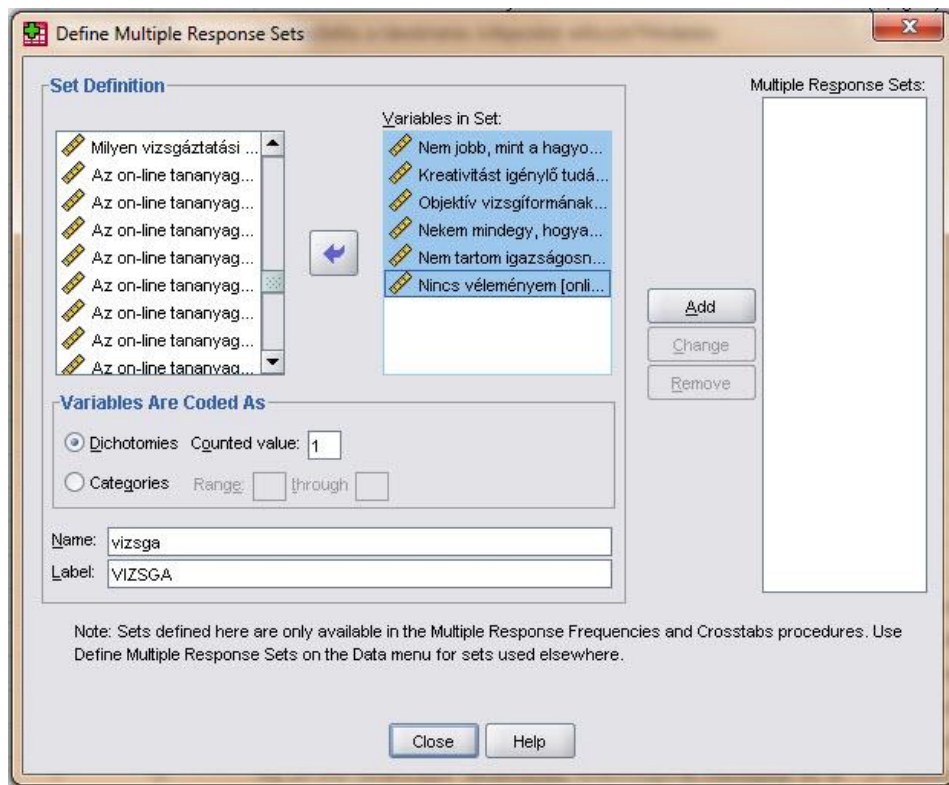 Define Multiple Response Sets
Set Definition
Milyen vizsgáztatási ...
Az on-line tananyag...
Az on-line tananyag...
Az on-line tananyag...
Az on-line tananyag...
Az on-line tananyag...
Az on-line tananyag...
Az on-line tananyag...
Az on-line tananyag...
Variables in Set:
Nem jobb, mint a hagyo...
Kreativitást igénylő tudá...
Objektív vizsgíformának...
Nekem mindegy, hogya...
Nem tartom igazságosn...
Nincs véleményem [onli...
Multiple Response Sets:
Add
Change
Remove
Variables Are Coded As
Dichotomies Counted value: 1
Categories Range: through
Name: vizsga
Label: VIZSGA
Note: Sets defined here are only available in the Multiple Response Frequencies and Crosstabs procedures. Use
Define Multiple Response Sets on the Data menu for sets used elsewhere.
Close Help